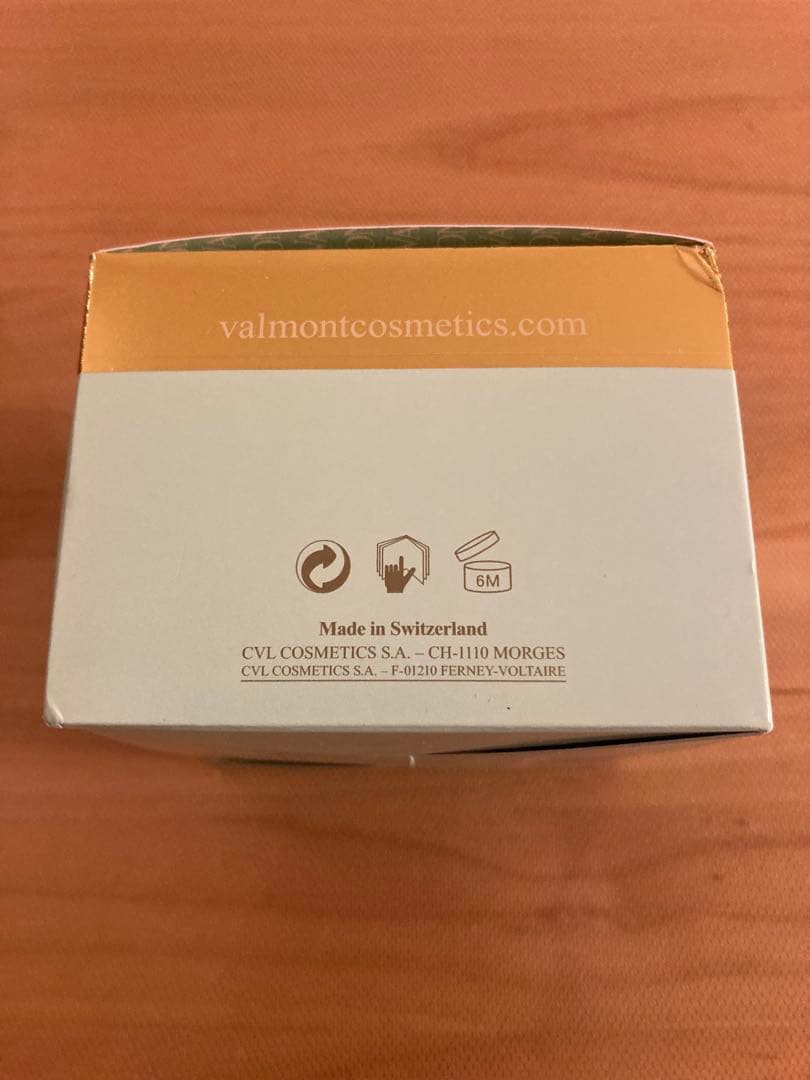 valmontcosmetics.com
6M
Made in Switzerland
CVL COSMETICS S.A. – CH-1110 MORGES
CVL COSMETICS S.A. – F-01210 FERNEY-VOLTAIRE